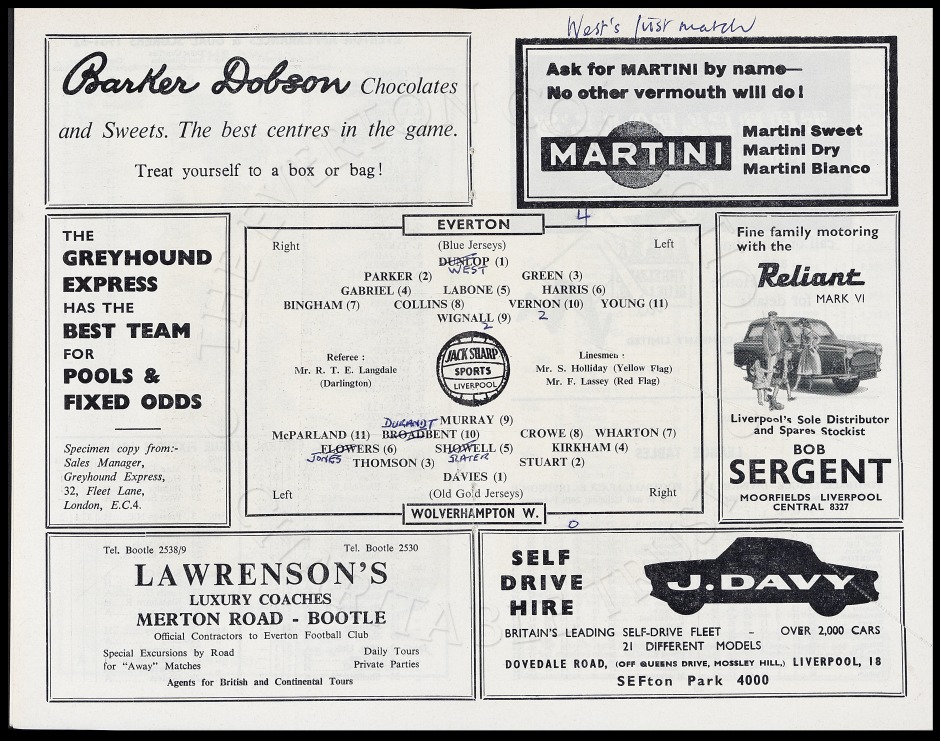 West's first match
Barker Dobson Chocolates
and Sweets. The best centres in the game.
Treat yourself to a box or bag!
Ask for MARTINI by name—
No other vermouth will do!
MARTINI
Martini Sweet
Martini Dry
Martini Bianco
THE
GREYHOUND
EXPRESS
HAS THE
BEST TEAM
FOR
POOLS &
FIXED ODDS
Specimen copy from:-
Sales Manager,
Greyhound Express,
32, Fleet Lane,
London, E.C.4.
4
EVERTON
Right (Blue Jerseys) Left
DUNLOP (1)
WEST
PARKER (2) GREEN (3)
GABRIEL (4) LABONE (5) HARRIS (6)
BINGHAM (7) COLLINS (8) VERNON (10) YOUNG (11)
2
WIGNALL (9)
2
Referee :
Mr. R. T. E. Langdale
(Darlington)
JACK SHARP
SPORTS
LIVERPOOL
Linesmen :
Mr. S. Holliday (Yellow Flag)
Mr. F. Lassey (Red Flag)
MURRAY (9)
DURANDT
McPARLAND (11) BROADBENT (10) CROWE (8) WHARTON (7)
FLOWERS (6) SHOWELL (5) KIRKHAM (4)
JONES SLATER
THOMSON (3) STUART (2)
DAVIES (1)
Left (Old Gold Jerseys) Right
WOLVERHAMPTON W.
0
Fine family motoring
with the
Reliant
MARK VI
Liverpool's Sole Distributor
and Spares Stockist
BOB
SERGENT
MOORFIELDS LIVERPOOL
CENTRAL 8327
Tel. Bootle 2538/9 Tel. Bootle 2530
LAWRENSON'S
LUXURY COACHES
MERTON ROAD - BOOTLE
Official Contractors to Everton Football Club
Special Excursions by Road
for "Away" Matches
Daily Tours
Private Parties
Agents for British and Continental Tours
SELF
DRIVE
HIRE
J. DAVY
BRITAIN'S LEADING SELF-DRIVE FLEET - OVER 2,000 CARS
21 DIFFERENT MODELS
DOVEDALE ROAD, (OFF QUEENS DRIVE, MOSSLEY HILL,) LIVERPOOL, 18
SEFton Park 4000